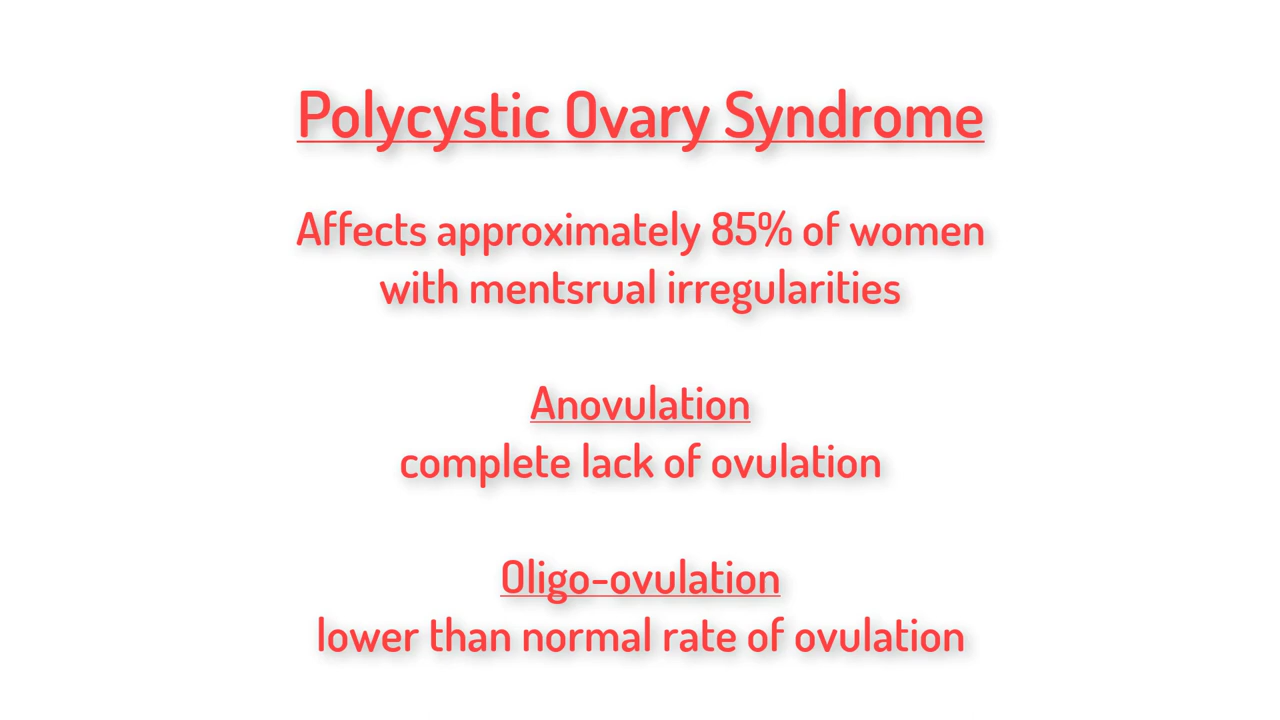 Polycystic Ovary Syndrome
Affects approximately 85% of women
with mentsrual irregularities
Anovulation
complete lack of ovulation
Oligo-ovulation
lower than normal rate of ovulation